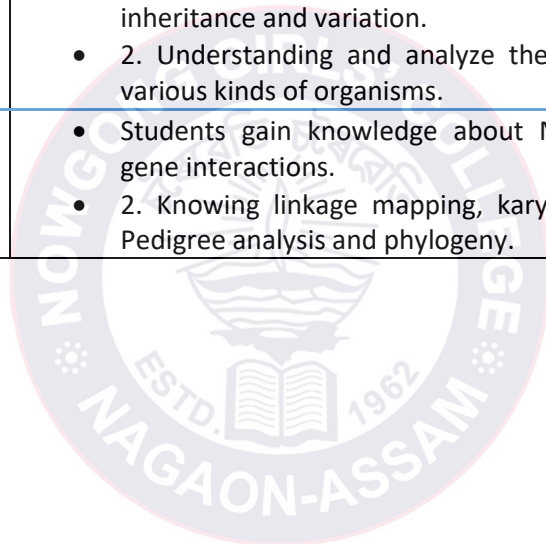 inheritance and variation.
• 2. Understanding and analyze the
various kinds of organisms.
• Students gain knowledge about
gene interactions.
• 2. Knowing linkage mapping,
Pedigree analysis and phylogeny.
NOWGONG GIRLS' COLLEGE
ESTD. 1962
NAGAON-ASSAM